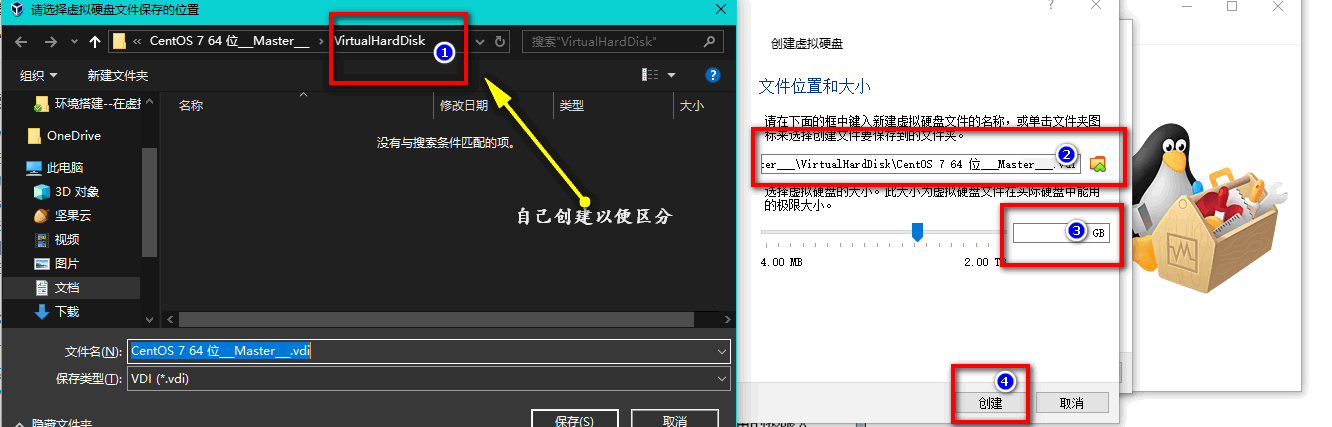 请选择虚拟硬盘文件保存的位置
« CentOS 7 64 位__Master___ › VirtualHardDisk
搜索"VirtualHardDisk"
1
组织 新建文件夹
环境搭建--在虚
OneDrive
此电脑
3D 对象
坚果云
视频
图片
文档
下载
名称 修改日期 类型 大小
没有与搜索条件匹配的项。
自己创建以便区分
文件名(N): CentOS 7 64 位__Master___.vdi
保存类型(T): VDI (*.vdi)
隐藏文件夹
保存(S) 取消
创建虚拟硬盘
文件位置和大小
请在下面的框中键入新建虚拟硬盘文件的名称，或单击文件夹图
标来选择创建文件要保存到的文件夹。
ter___\VirtualHardDisk\CentOS 7 64 位___Master___.vdi
2
选择虚拟硬盘的大小。此大小为虚拟硬盘文件在实际硬盘中能用
的极限大小。
3 GB
4.00 MB 2.00 TB
4
创建 取消